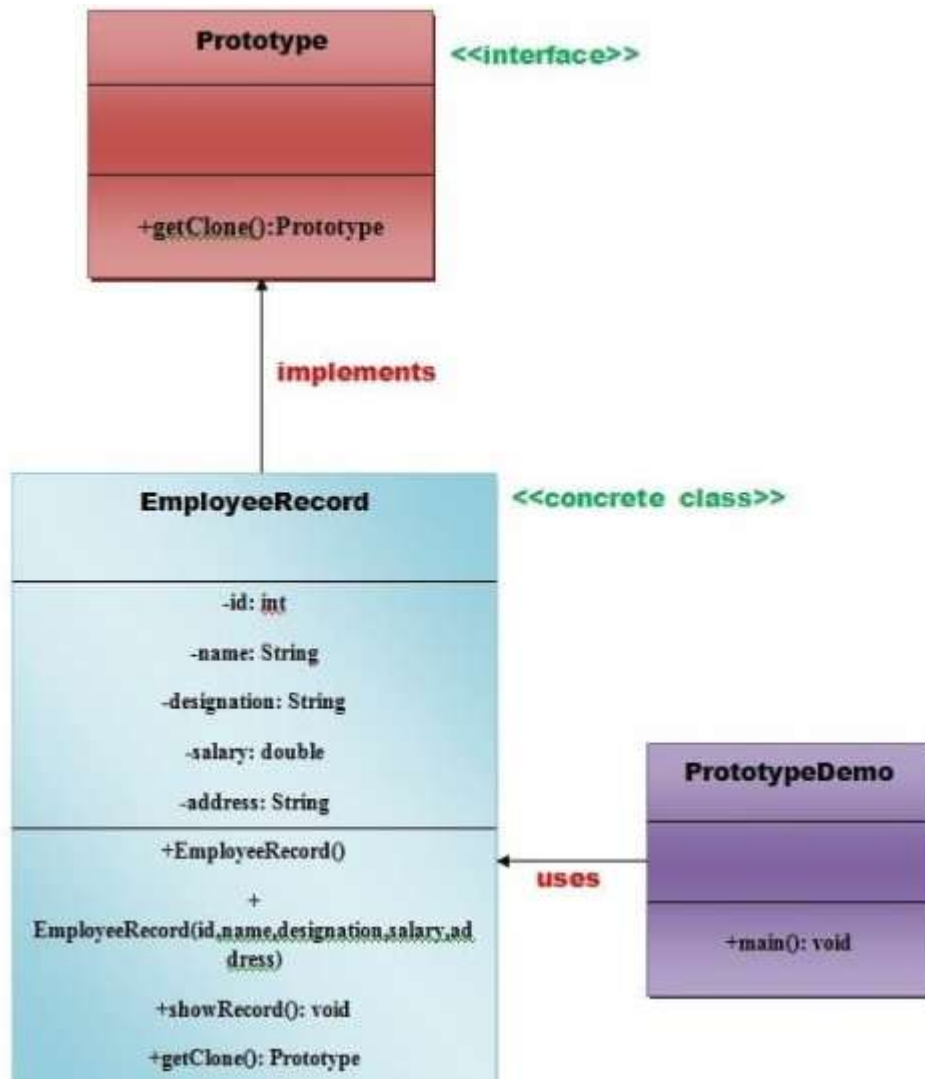 Prototype
<<interface>>
+getClone():Prototype
implements
EmployeeRecord
<<concrete class>>
-id: int
-name: String
-designation: String
-salary: double
-address: String
+EmployeeRecord()
+
EmployeeRecord(id,name,designation,salary,ad
dress)
+showRecord(): void
+getClone(): Prototype
uses
PrototypeDemo
+main(): void